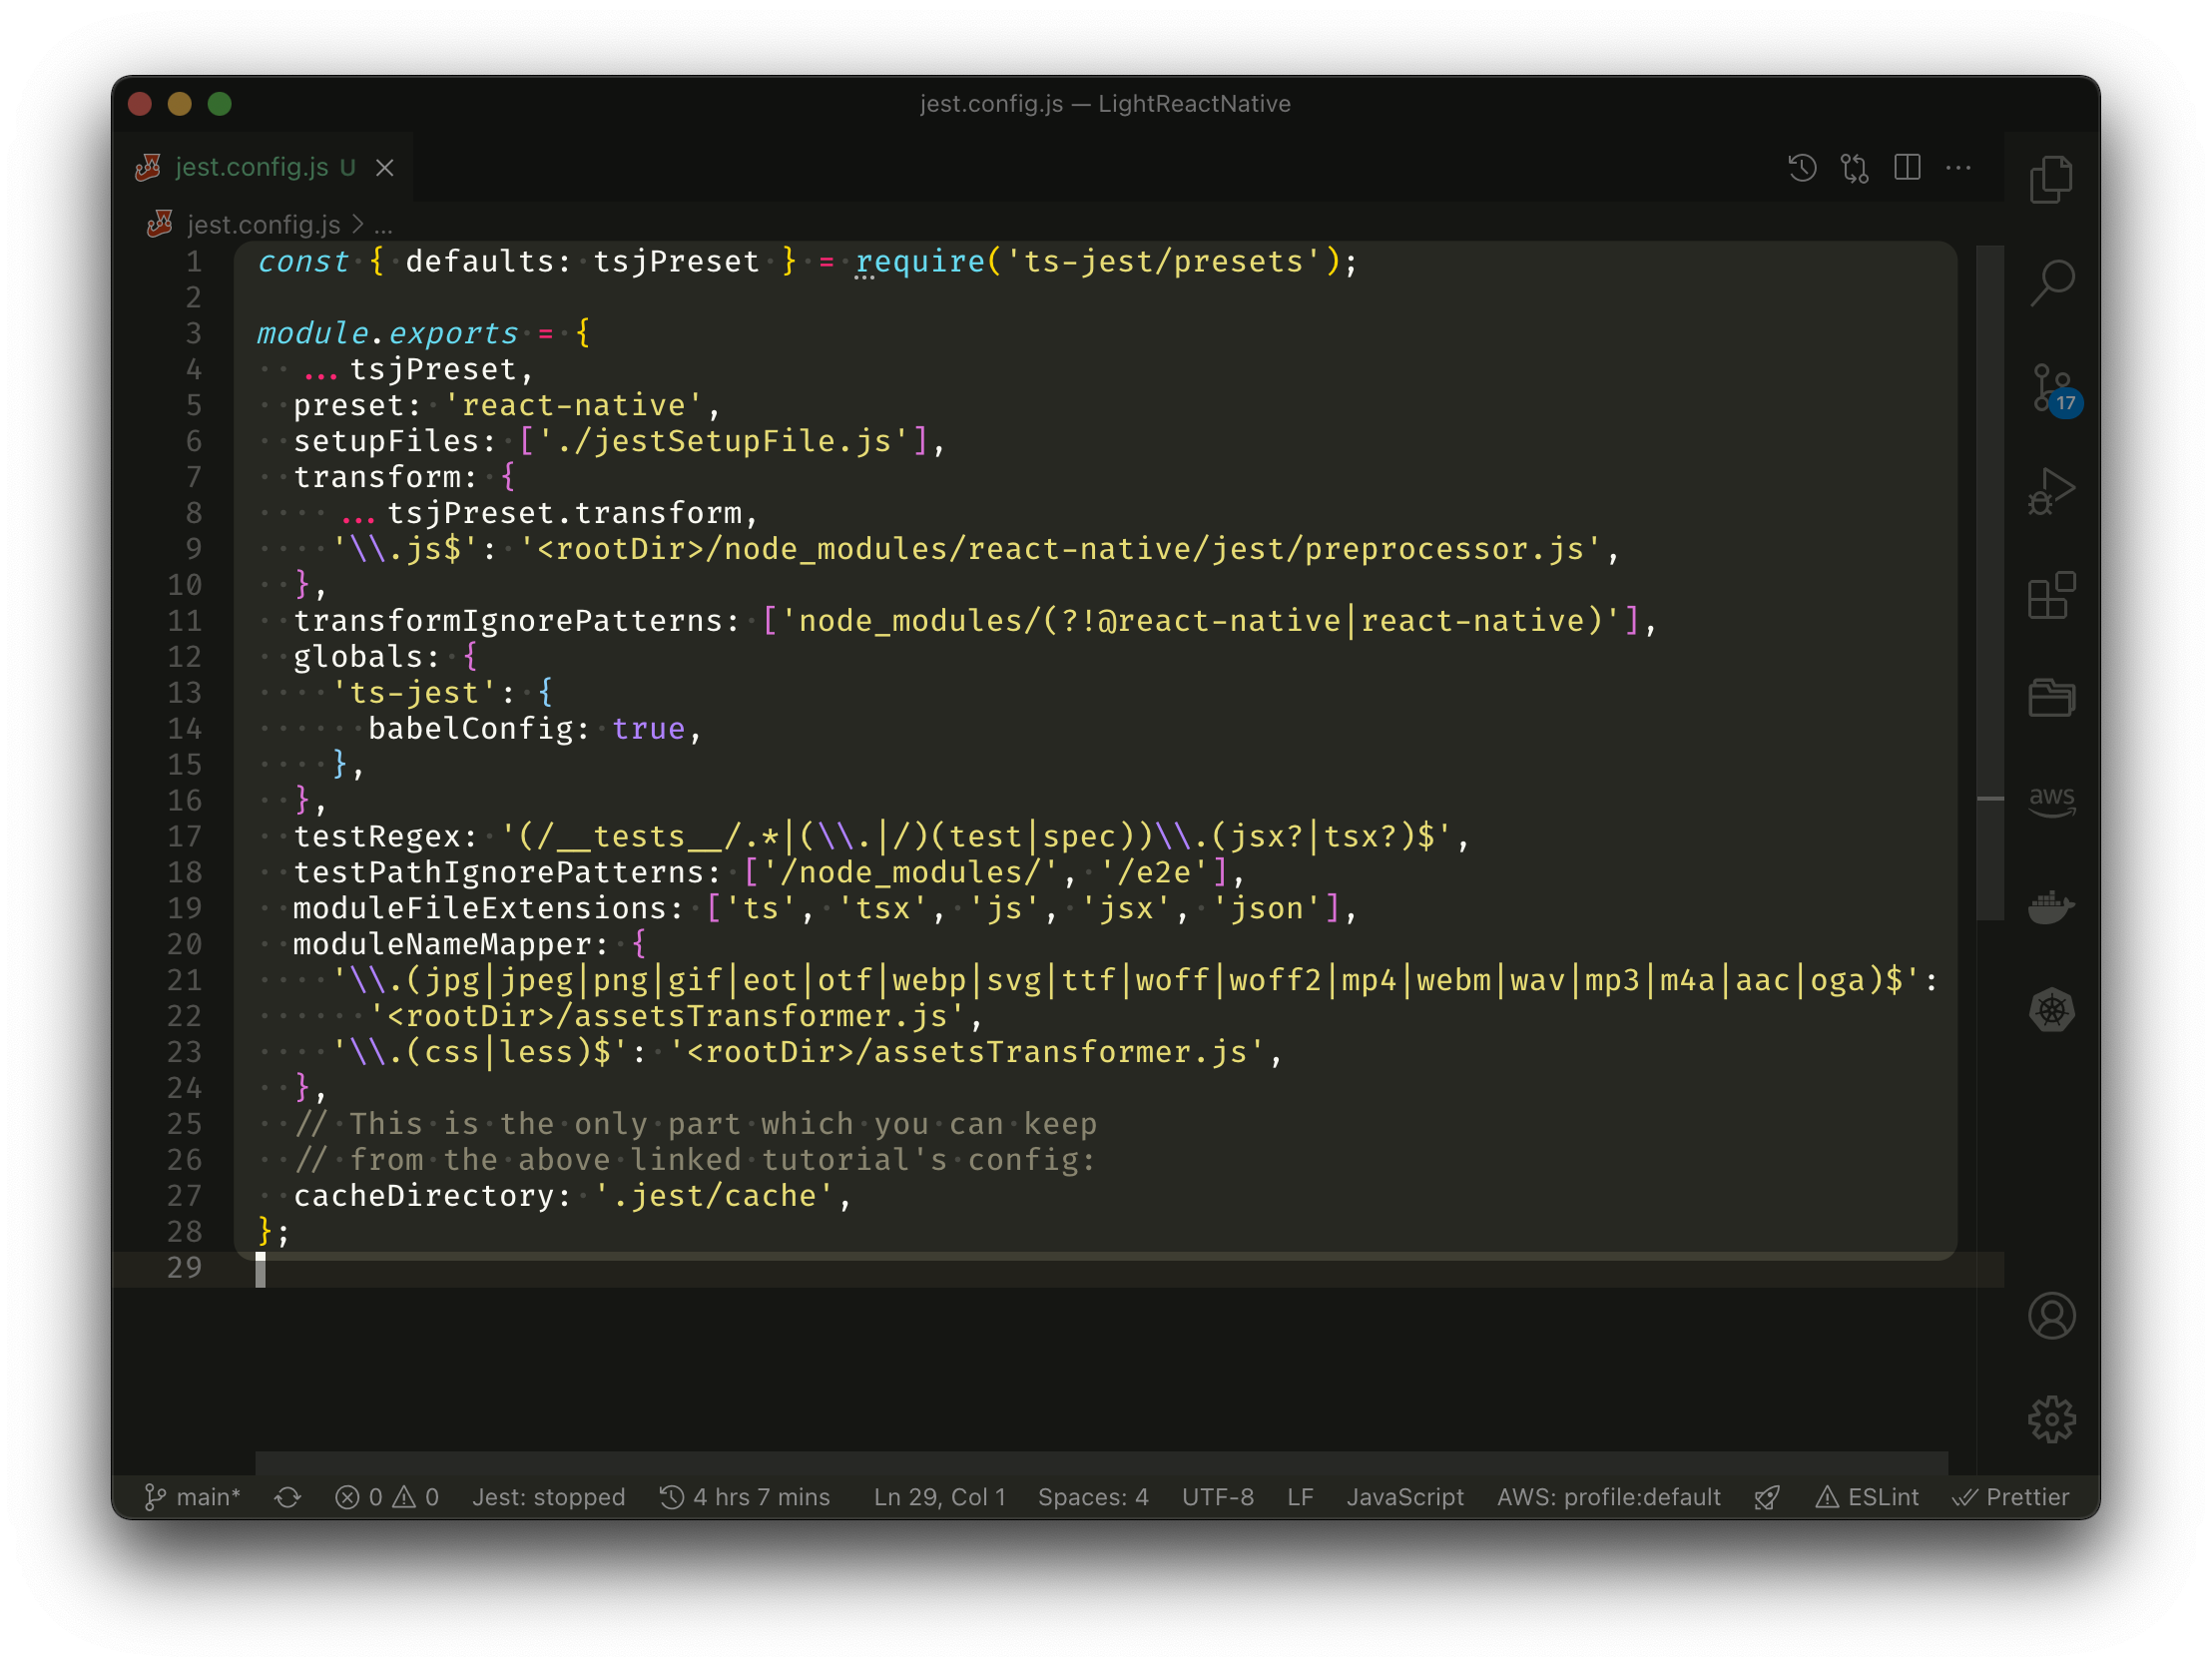 jest.config.js — LightReactNative
jest.config.js U
jest.config.js > ...
1 const { defaults: tsjPreset } = require('ts-jest/presets');
2
3 module.exports = {
4   ...tsjPreset,
5   preset: 'react-native',
6   setupFiles: ['./jestSetupFile.js'],
7   transform: {
8     ...tsjPreset.transform,
9     '\\.js$': '<rootDir>/node_modules/react-native/jest/preprocessor.js',
10   },
11   transformIgnorePatterns: ['node_modules/(?!@react-native|react-native)'],
12   globals: {
13     'ts-jest': {
14       babelConfig: true,
15     },
16   },
17   testRegex: '(/__tests__/.*|(\\.|/)(test|spec))\\.(jsx?|tsx?)$',
18   testPathIgnorePatterns: ['/node_modules/', '/e2e'],
19   moduleFileExtensions: ['ts', 'tsx', 'js', 'jsx', 'json'],
20   moduleNameMapper: {
21     '\\.(jpg|jpeg|png|gif|eot|otf|webp|svg|ttf|woff|woff2|mp4|webm|wav|mp3|m4a|aac|oga)$':
22       '<rootDir>/assetsTransformer.js',
23     '\\.(css|less)$': '<rootDir>/assetsTransformer.js',
24   },
25   // This is the only part which you can keep
26   // from the above linked tutorial's config:
27   cacheDirectory: '.jest/cache',
28 };
29
17
aws
main* 0 0 Jest: stopped 4 hrs 7 mins Ln 29, Col 1 Spaces: 4 UTF-8 LF JavaScript AWS: profile:default ESLint Prettier